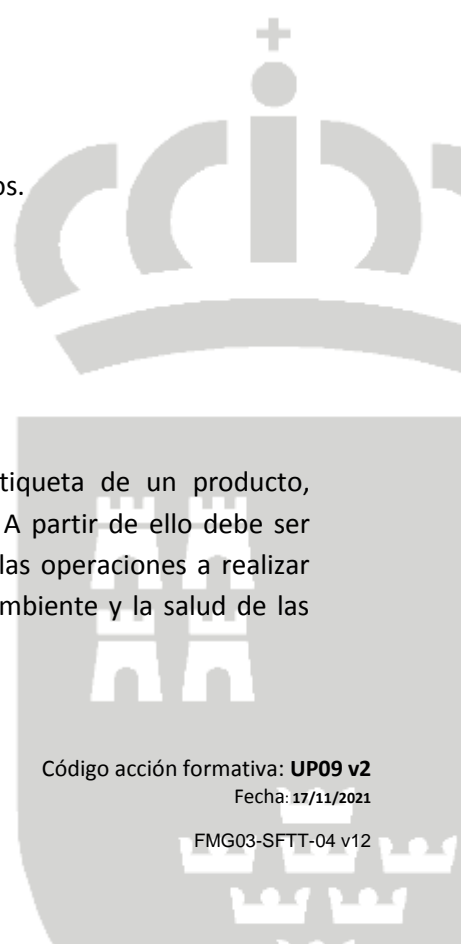 os.
tiqueta de un producto,
A partir de ello debe ser
las operaciones a realizar
mbiente y la salud de las
Código acción formativa: UP09 v2
Fecha: 17/11/2021
FMG03-SFTT-04 v12